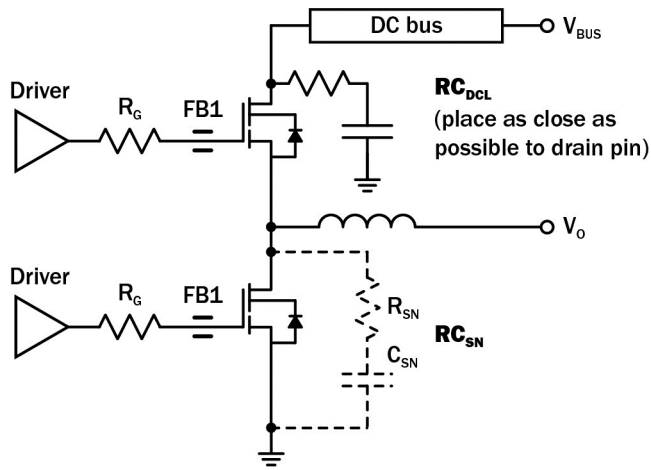 DC bus
V_BUS
Driver
R_G
FB1
RC_DCL
(place as close as
possible to drain pin)
V_O
Driver
R_G
FB1
R_SN
RC_SN
C_SN